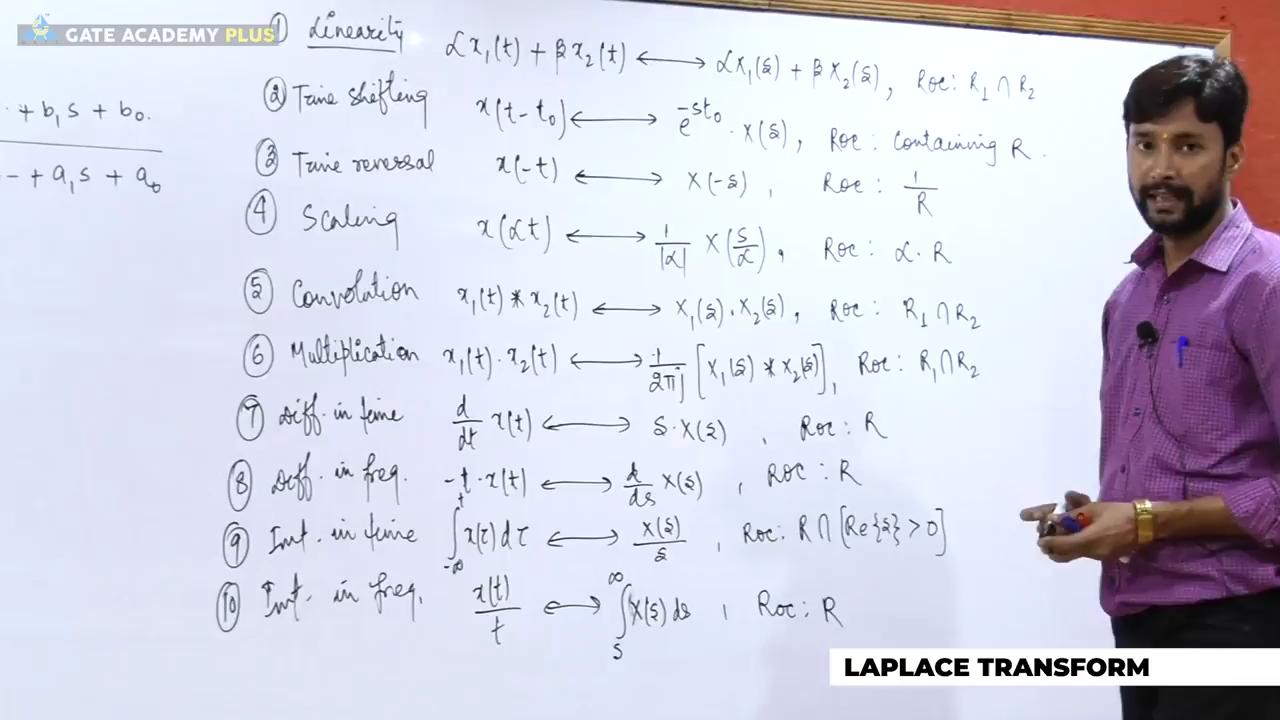 GATE ACADEMY PLUS
① Linearity αx₁(t) + βx₂(t) ⟷ αX₁(s) + βX₂(s), Roc: R₁ ∩ R₂
② Time shifting x(t-t₀) ⟷ e^{-st₀} · X(s), Roc: Containing R.
③ Time reversal x(-t) ⟷ X(-s), Roc: 1/R
④ Scaling x(αt) ⟷ 1/|α| X(s/α), Roc: α·R
⑤ Convolution x₁(t) * x₂(t) ⟷ X₁(s)·X₂(s), Roc: R₁ ∩ R₂
⑥ Multiplication x₁(t)·x₂(t) ⟷ 1/2πj [X₁(s) * X₂(s)], Roc: R₁ ∩ R₂
⑦ Diff. in time d/dt x(t) ⟷ s·X(s), Roc: R
⑧ Diff. in freq. -t·x(t) ⟷ d/ds X(s), Roc: R
⑨ Int. in time ∫_{-∞}^{t} x(τ)dτ ⟷ X(s)/s, Roc: R ∩ [Re{s} > 0]
⑩ Int. in freq. x(t)/t ⟷ ∫_{s}^{∞} X(s) ds, Roc: R
+ b₁s + b₀.
- + a₁s + a₀
LAPLACE TRANSFORM